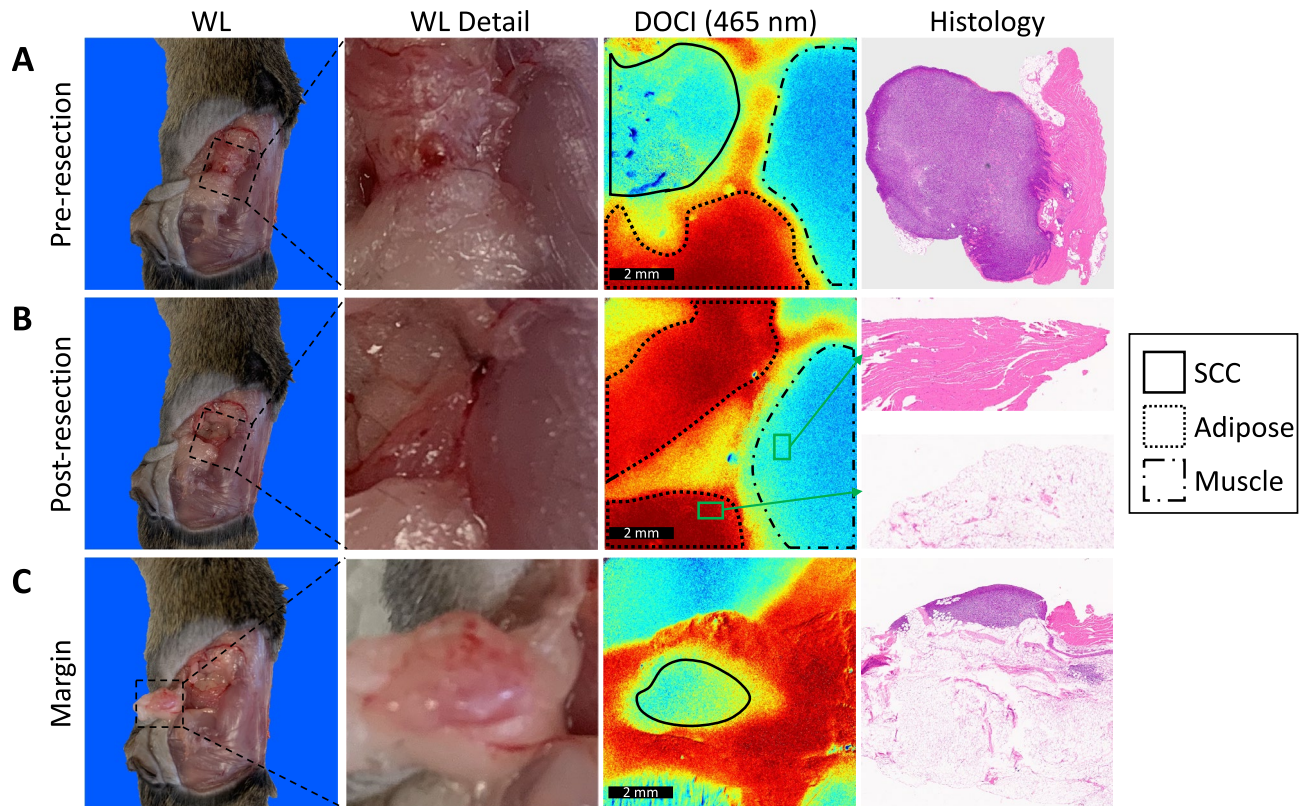 WL
WL Detail
DOCI (465 nm)
Histology
A
Pre-resection
2 mm
B
Post-resection
2 mm
SCC
Adipose
Muscle
C
Margin
2 mm